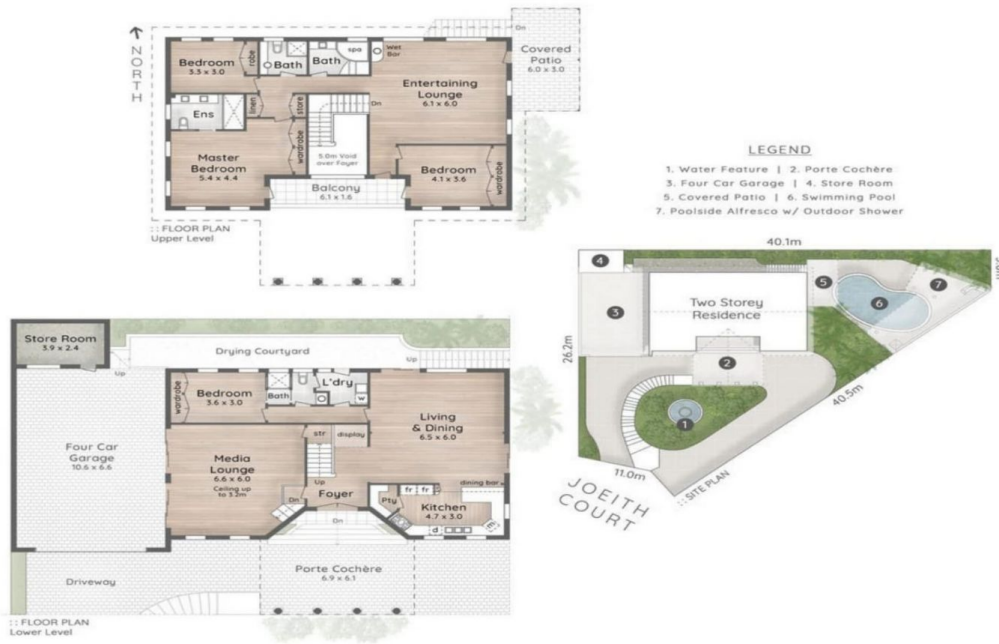 NORTH
Bedroom
3.3 x 3.0
robe
Bath
Bath
spa
Wet
Bar
Dn
Covered
Patio
6.0 x 3.0
Entertaining
Lounge
6.1 x 6.0
Ens
linen
store
Dn
Master
Bedroom
5.4 x 4.4
wardrobe
5.0m Void
over Foyer
Bedroom
4.1 x 3.6
wardrobe
Balcony
6.1 x 1.6
:: FLOOR PLAN
Upper Level
LEGEND
1. Water Feature | 2. Porte Cochère
3. Four Car Garage | 4. Store Room
5. Covered Patio | 6. Swimming Pool
7. Poolside Alfresco w/ Outdoor Shower
40.1m
4
5
7
3
Two Storey
Residence
6
26.2m
2
40.5m
1
11.0m
:: SITE PLAN
JOEITH
COURT
Store Room
3.9 x 2.4
Up
Drying Courtyard
Up
wardrobe
Bedroom
3.6 x 3.0
Bath
L'dry
W
Living
& Dining
6.5 x 6.0
str
display
Four Car
Garage
10.6 x 6.6
Media
Lounge
6.6 x 6.0
Ceiling up
to 3.2m
Up
Dn
Foyer
Dn
fr
fr
dining bar
Pty
Kitchen
4.7 x 3.0
d
m
Driveway
Porte Cochère
6.9 x 6.1
:: FLOOR PLAN
Lower Level